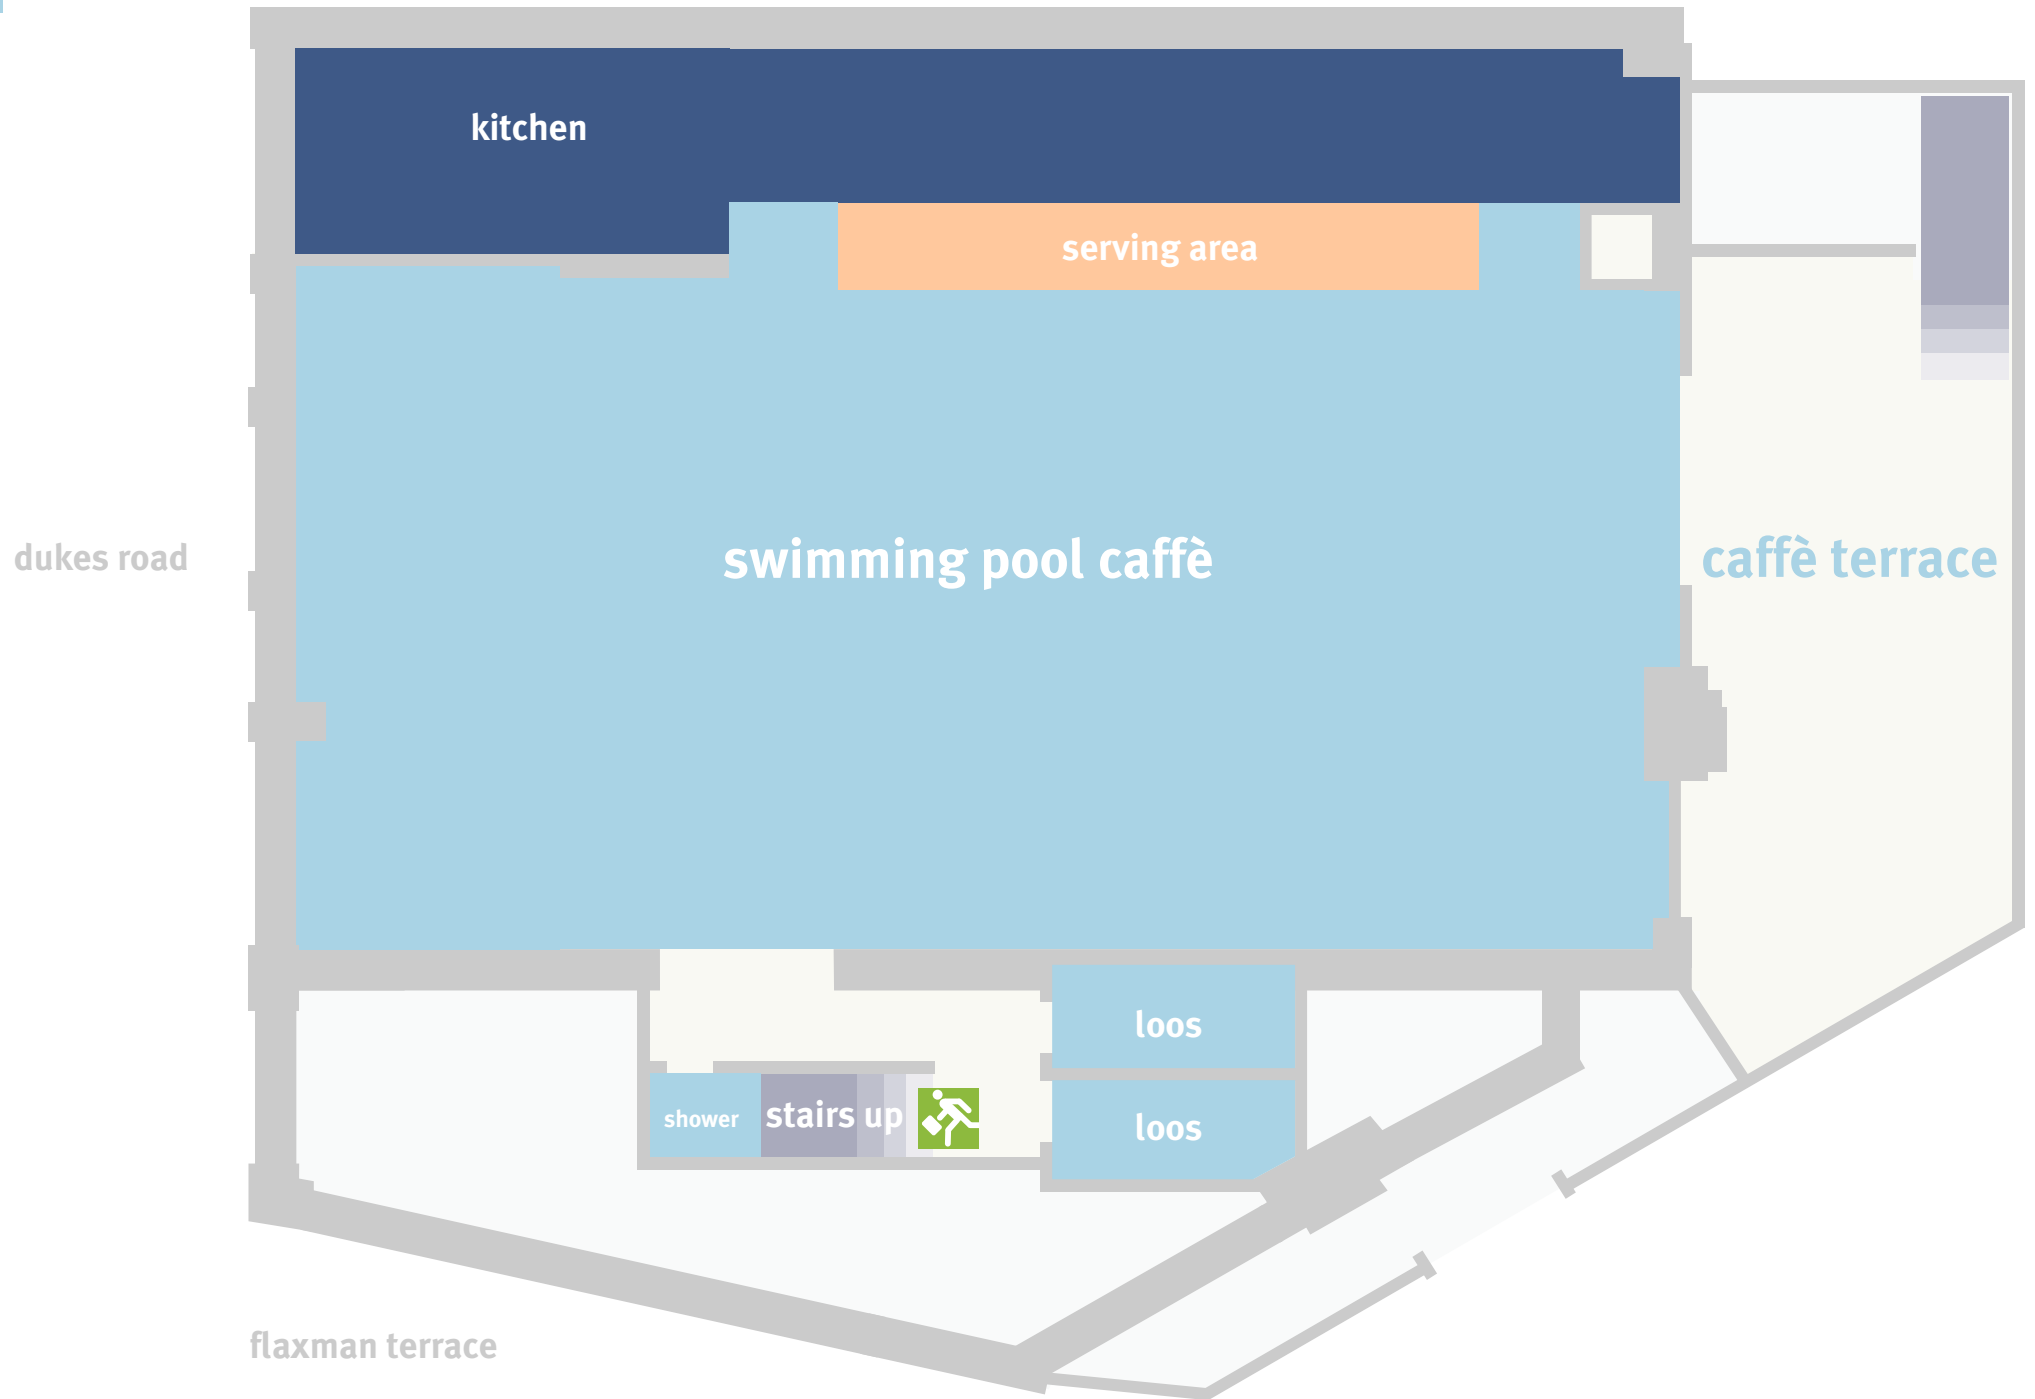 kitchen
serving area
swimming pool caffè
caffè terrace
dukes road
loos
shower
stairs up
loos
flaxman terrace